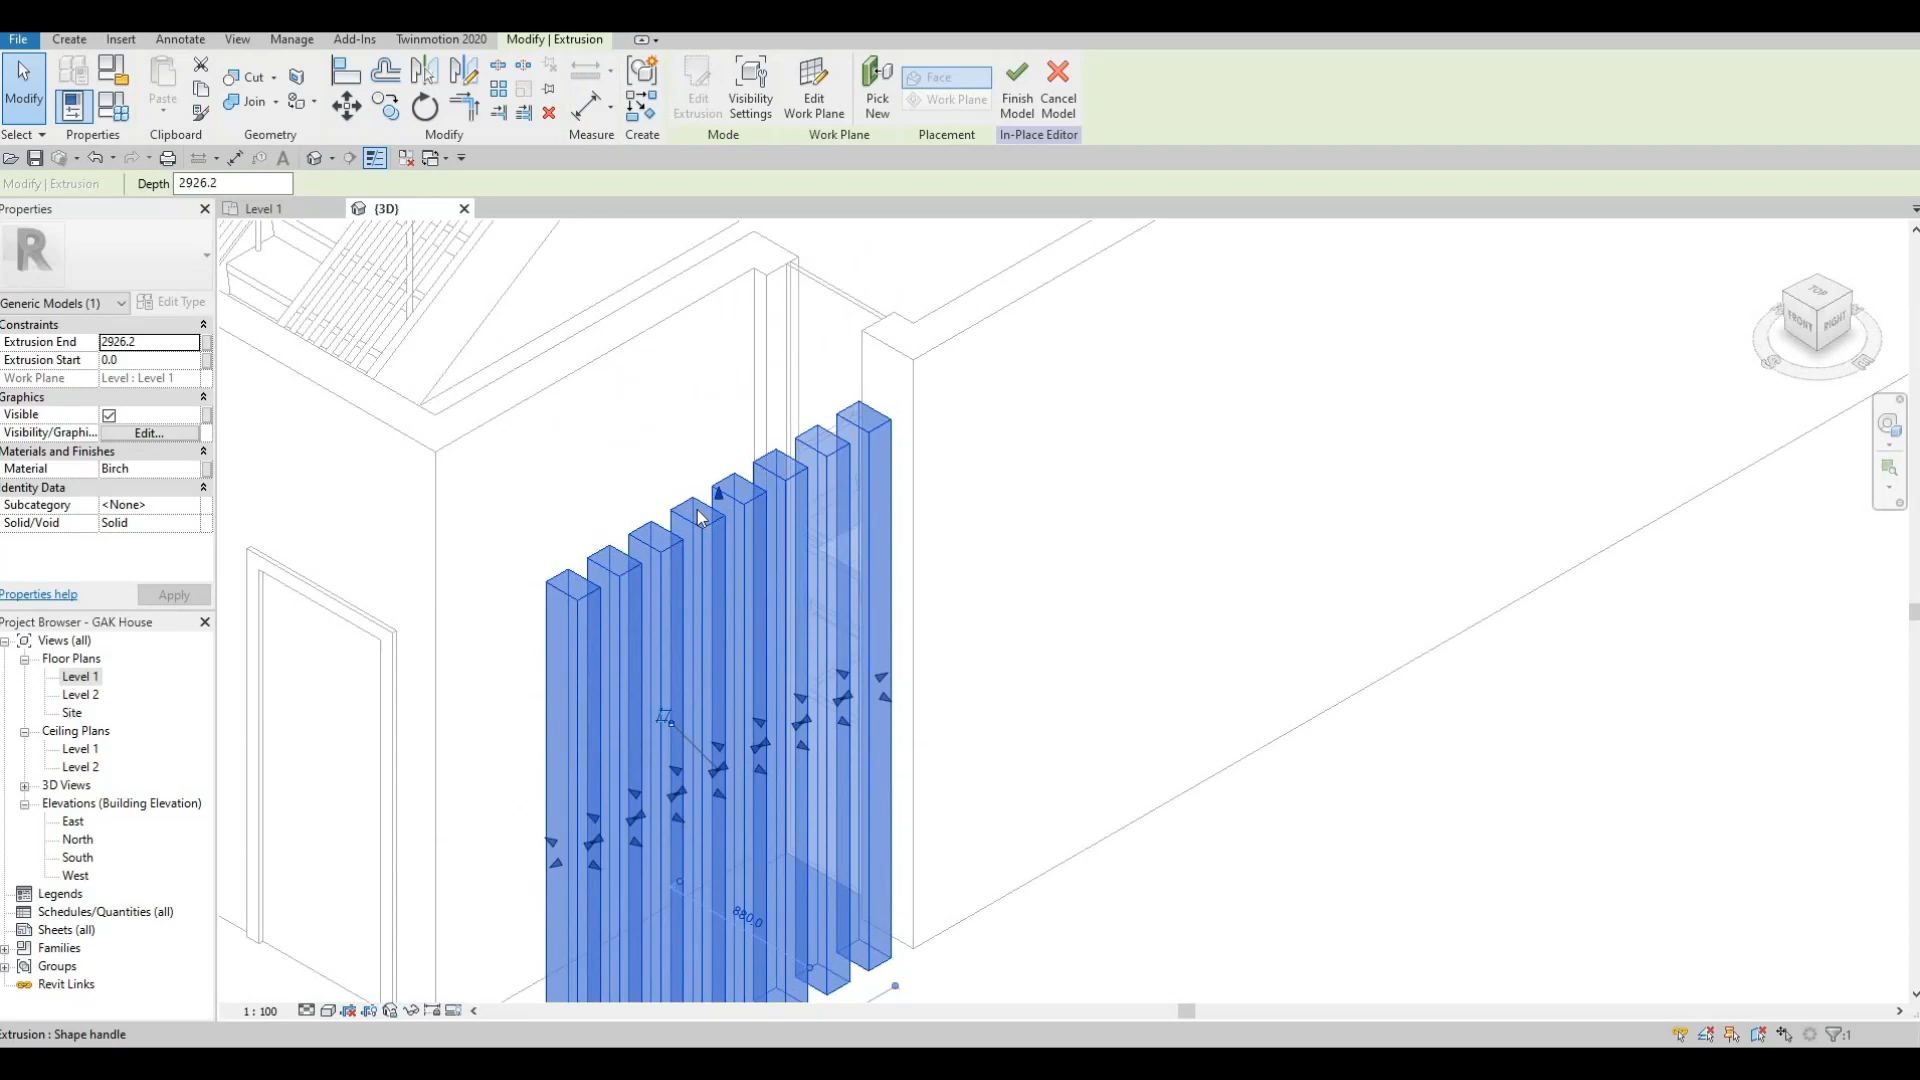 File Create Insert Annotate View Manage Add-Ins Twinmotion 2020 Modify | Extrusion
Modify
Paste
Cut
Join
Edit Extrusion
Visibility Settings
Edit Work Plane
Pick New
Face
Work Plane
Finish Model
Cancel Model
Select Properties Clipboard Geometry Modify Measure Create Mode Work Plane Placement In-Place Editor
Modify | Extrusion Depth 2926.2
Properties
Level 1
{3D}
R
Generic Models (1) Edit Type
Constraints
Extrusion End 2926.2
Extrusion Start 0.0
Work Plane Level : Level 1
Graphics
Visible
Visibility/Graphi... Edit...
Materials and Finishes
Material Birch
Identity Data
Subcategory <None>
Solid/Void Solid
Properties help Apply
Project Browser - GAK House
Views (all)
Floor Plans
Level 1
Level 2
Site
Ceiling Plans
Level 1
Level 2
3D Views
Elevations (Building Elevation)
East
North
South
West
Legends
Schedules/Quantities (all)
Sheets (all)
Families
Groups
Revit Links
TOP
FRONT
RIGHT
S
E
880.0
1 : 100
Extrusion : Shape handle
:1